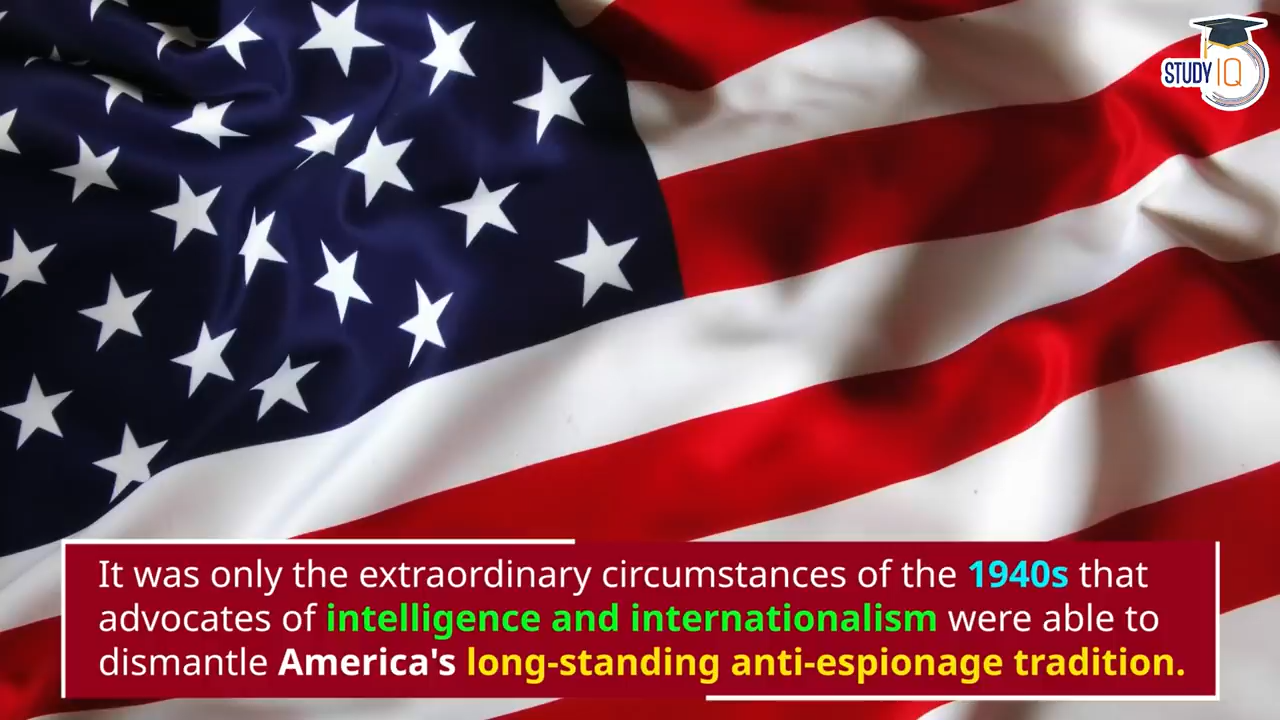 STUDY IQ
It was only the extraordinary circumstances of the 1940s that
advocates of intelligence and internationalism were able to
dismantle America's long-standing anti-espionage tradition.